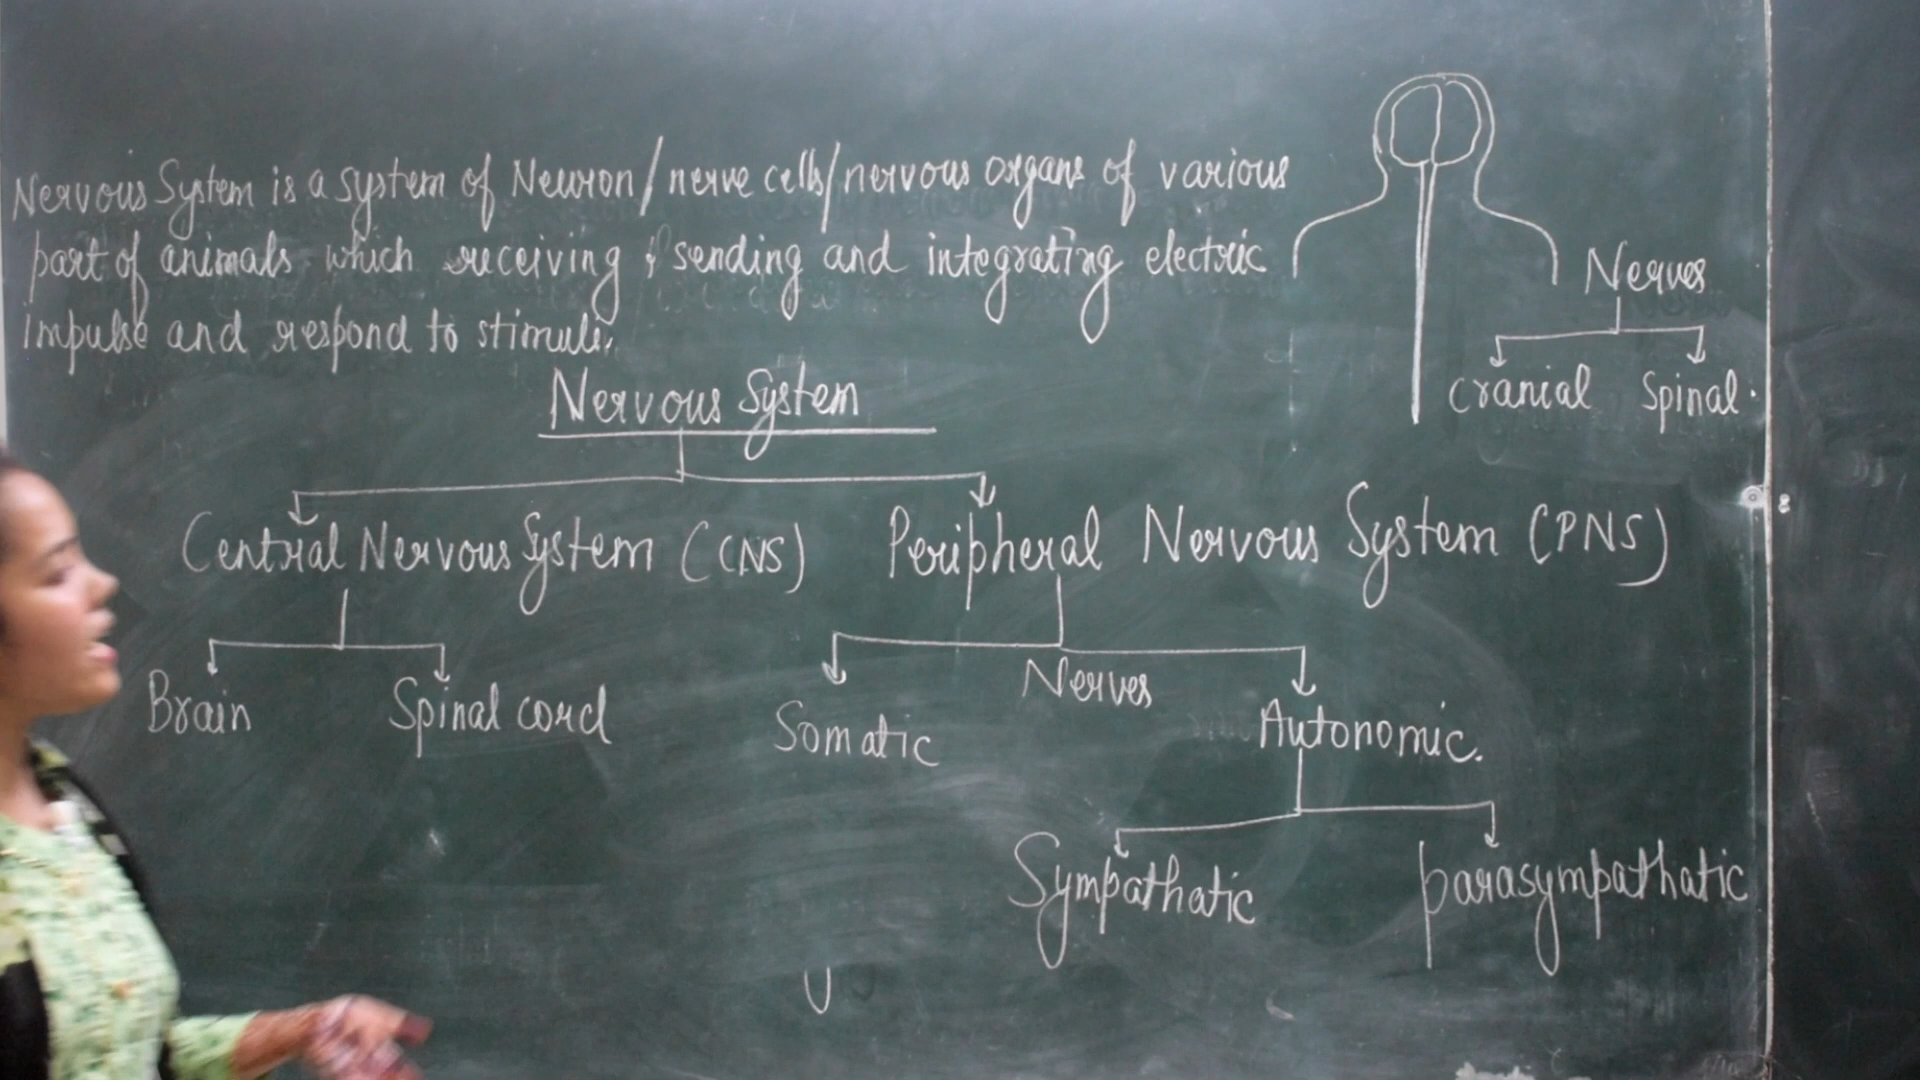 Nervous System is a system of Neuron/nerve cells/nervous organs of various
part of animals which receiving & sending and integrating electric
impulse and respond to stimuli.
Nerves
Cranial Spinal.
Nervous System
Central Nervous System (CNS) Peripheral Nervous System (PNS)
Brain Spinal cord Somatic Nerves Autonomic.
Sympathatic parasympathatic